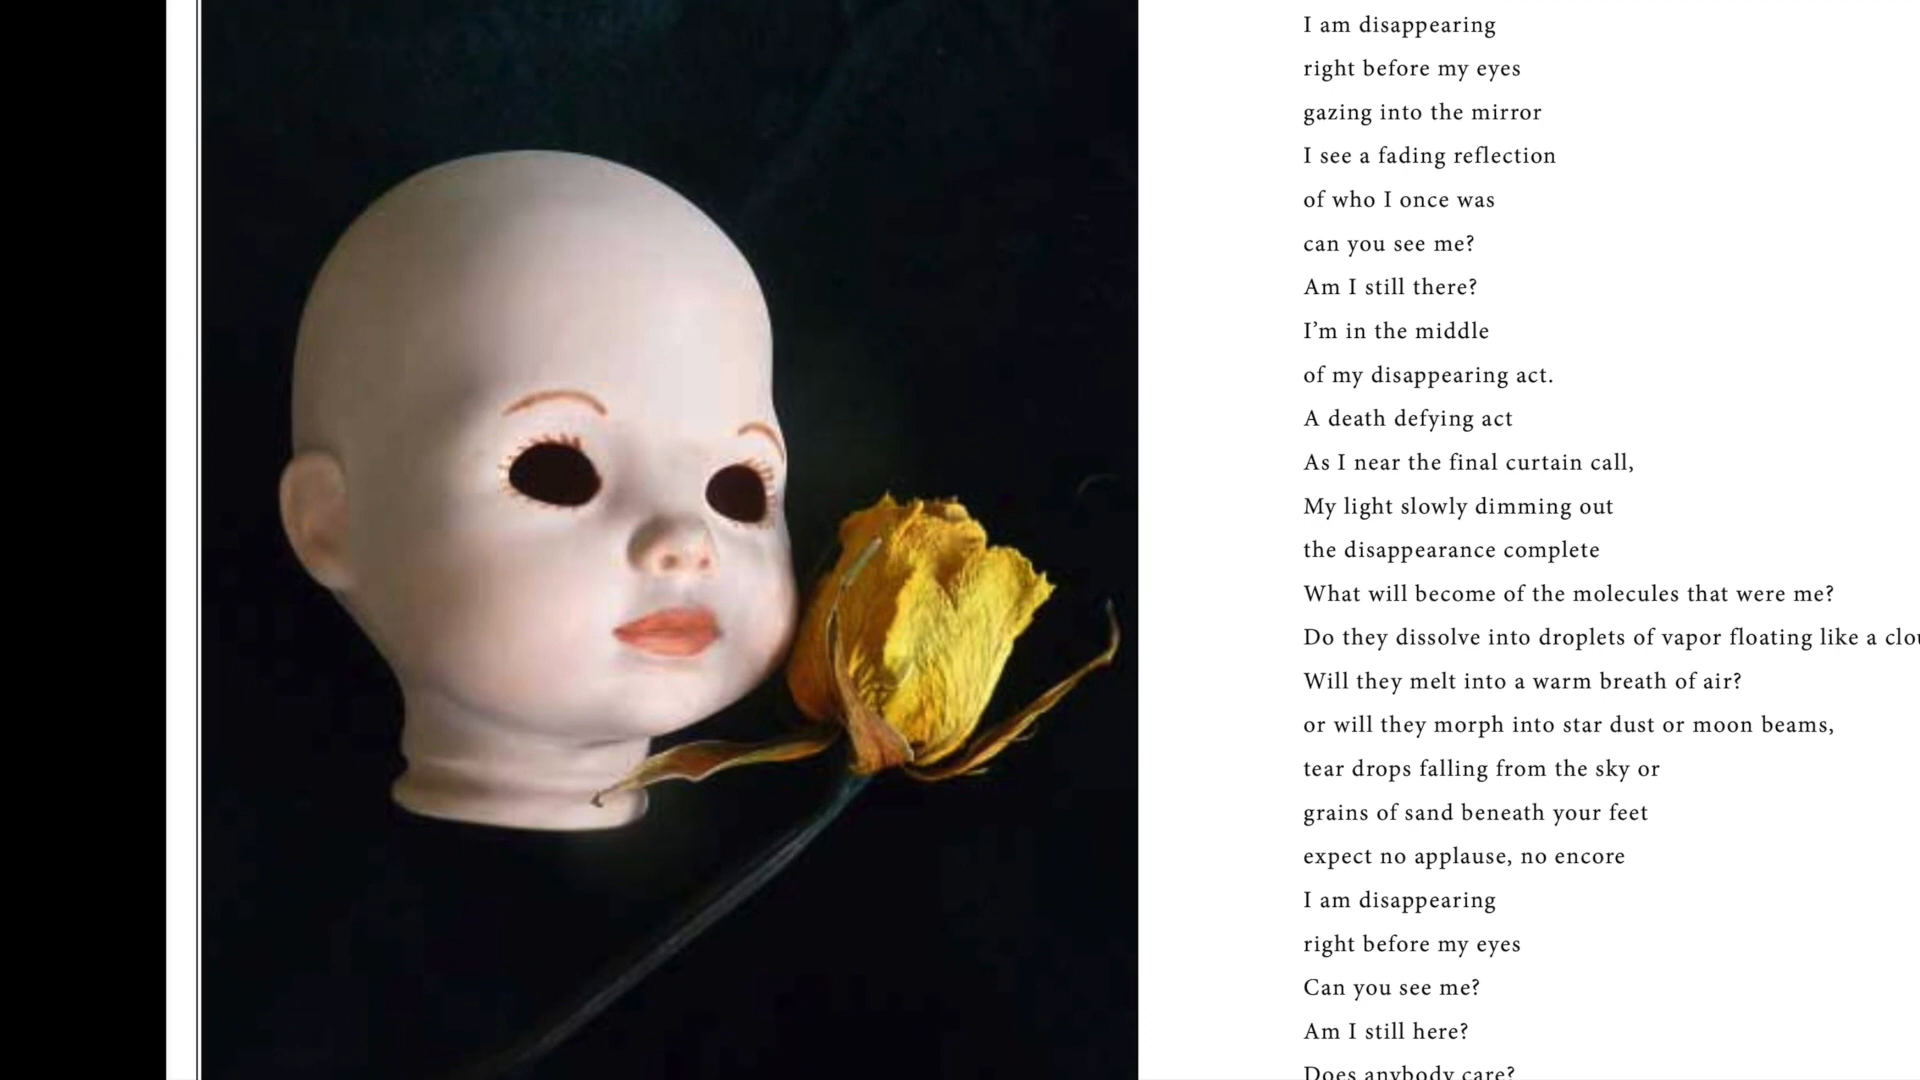 I am disappearing
right before my eyes
gazing into the mirror
I see a fading reflection
of who I once was
can you see me?
Am I still there?
I’m in the middle
of my disappearing act.
A death defying act
As I near the final curtain call,
My light slowly dimming out
the disappearance complete
What will become of the molecules that were me?
Do they dissolve into droplets of vapor floating like a
Will they melt into a warm breath of air?
or will they morph into star dust or moon beams,
tear drops falling from the sky or
grains of sand beneath your feet
expect no applause, no encore
I am disappearing
right before my eyes
Can you see me?
Am I still here?
Does anybody care?